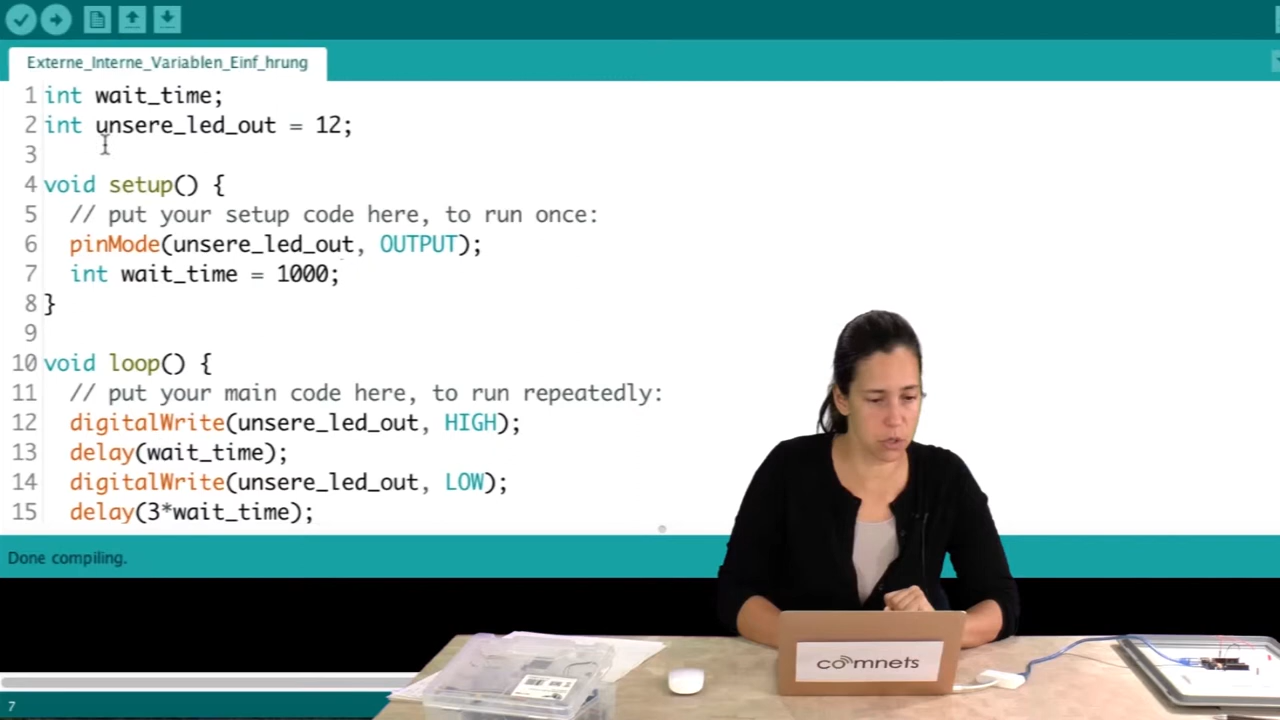 Externe_Interne_Variablen_Einf_hrung
1 int wait_time;
2 int unsere_led_out = 12;
3
4 void setup() {
5 // put your setup code here, to run once:
6 pinMode(unsere_led_out, OUTPUT);
7 int wait_time = 1000;
8 }
9
10 void loop() {
11 // put your main code here, to run repeatedly:
12 digitalWrite(unsere_led_out, HIGH);
13 delay(wait_time);
14 digitalWrite(unsere_led_out, LOW);
15 delay(3*wait_time);
Done compiling.
comnets
7